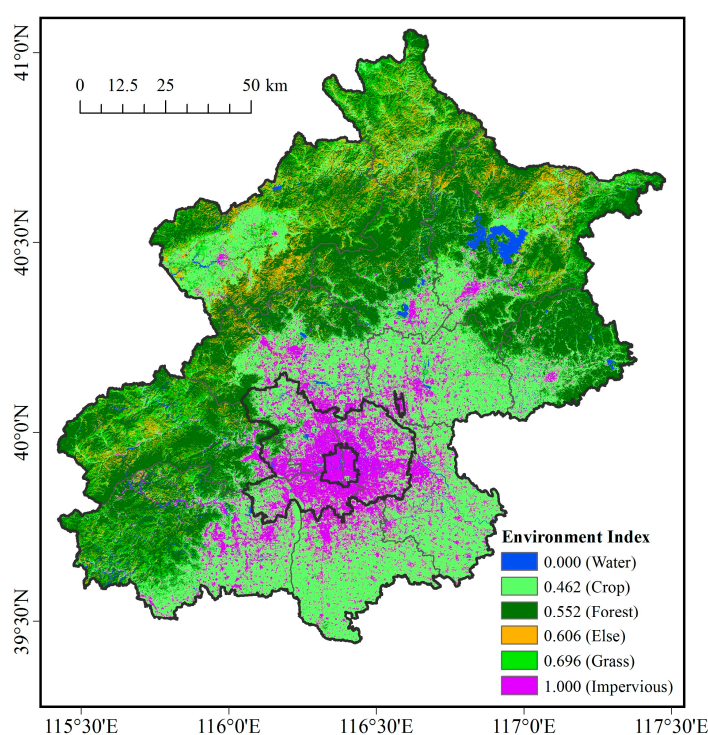 41°0'N
40°30'N
40°0'N
39°30'N
0 12.5 25 50 km
Environment Index
0.000 (Water)
0.462 (Crop)
0.552 (Forest)
0.606 (Else)
0.696 (Grass)
1.000 (Impervious)
115°30'E 116°0'E 116°30'E 117°0'E 117°30'E